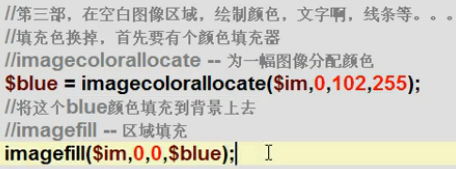 //第三部，在空白图像区域，绘制颜色，文字啊，线条等。。。
//填充色换掉，首先要有个颜色填充器
//imagecolorallocate -- 为一幅图像分配颜色
$blue = imagecolorallocate($im,0,102,255);
//将这个blue颜色填充到背景上去
//imagefill -- 区域填充
imagefill($im,0,0,$blue);